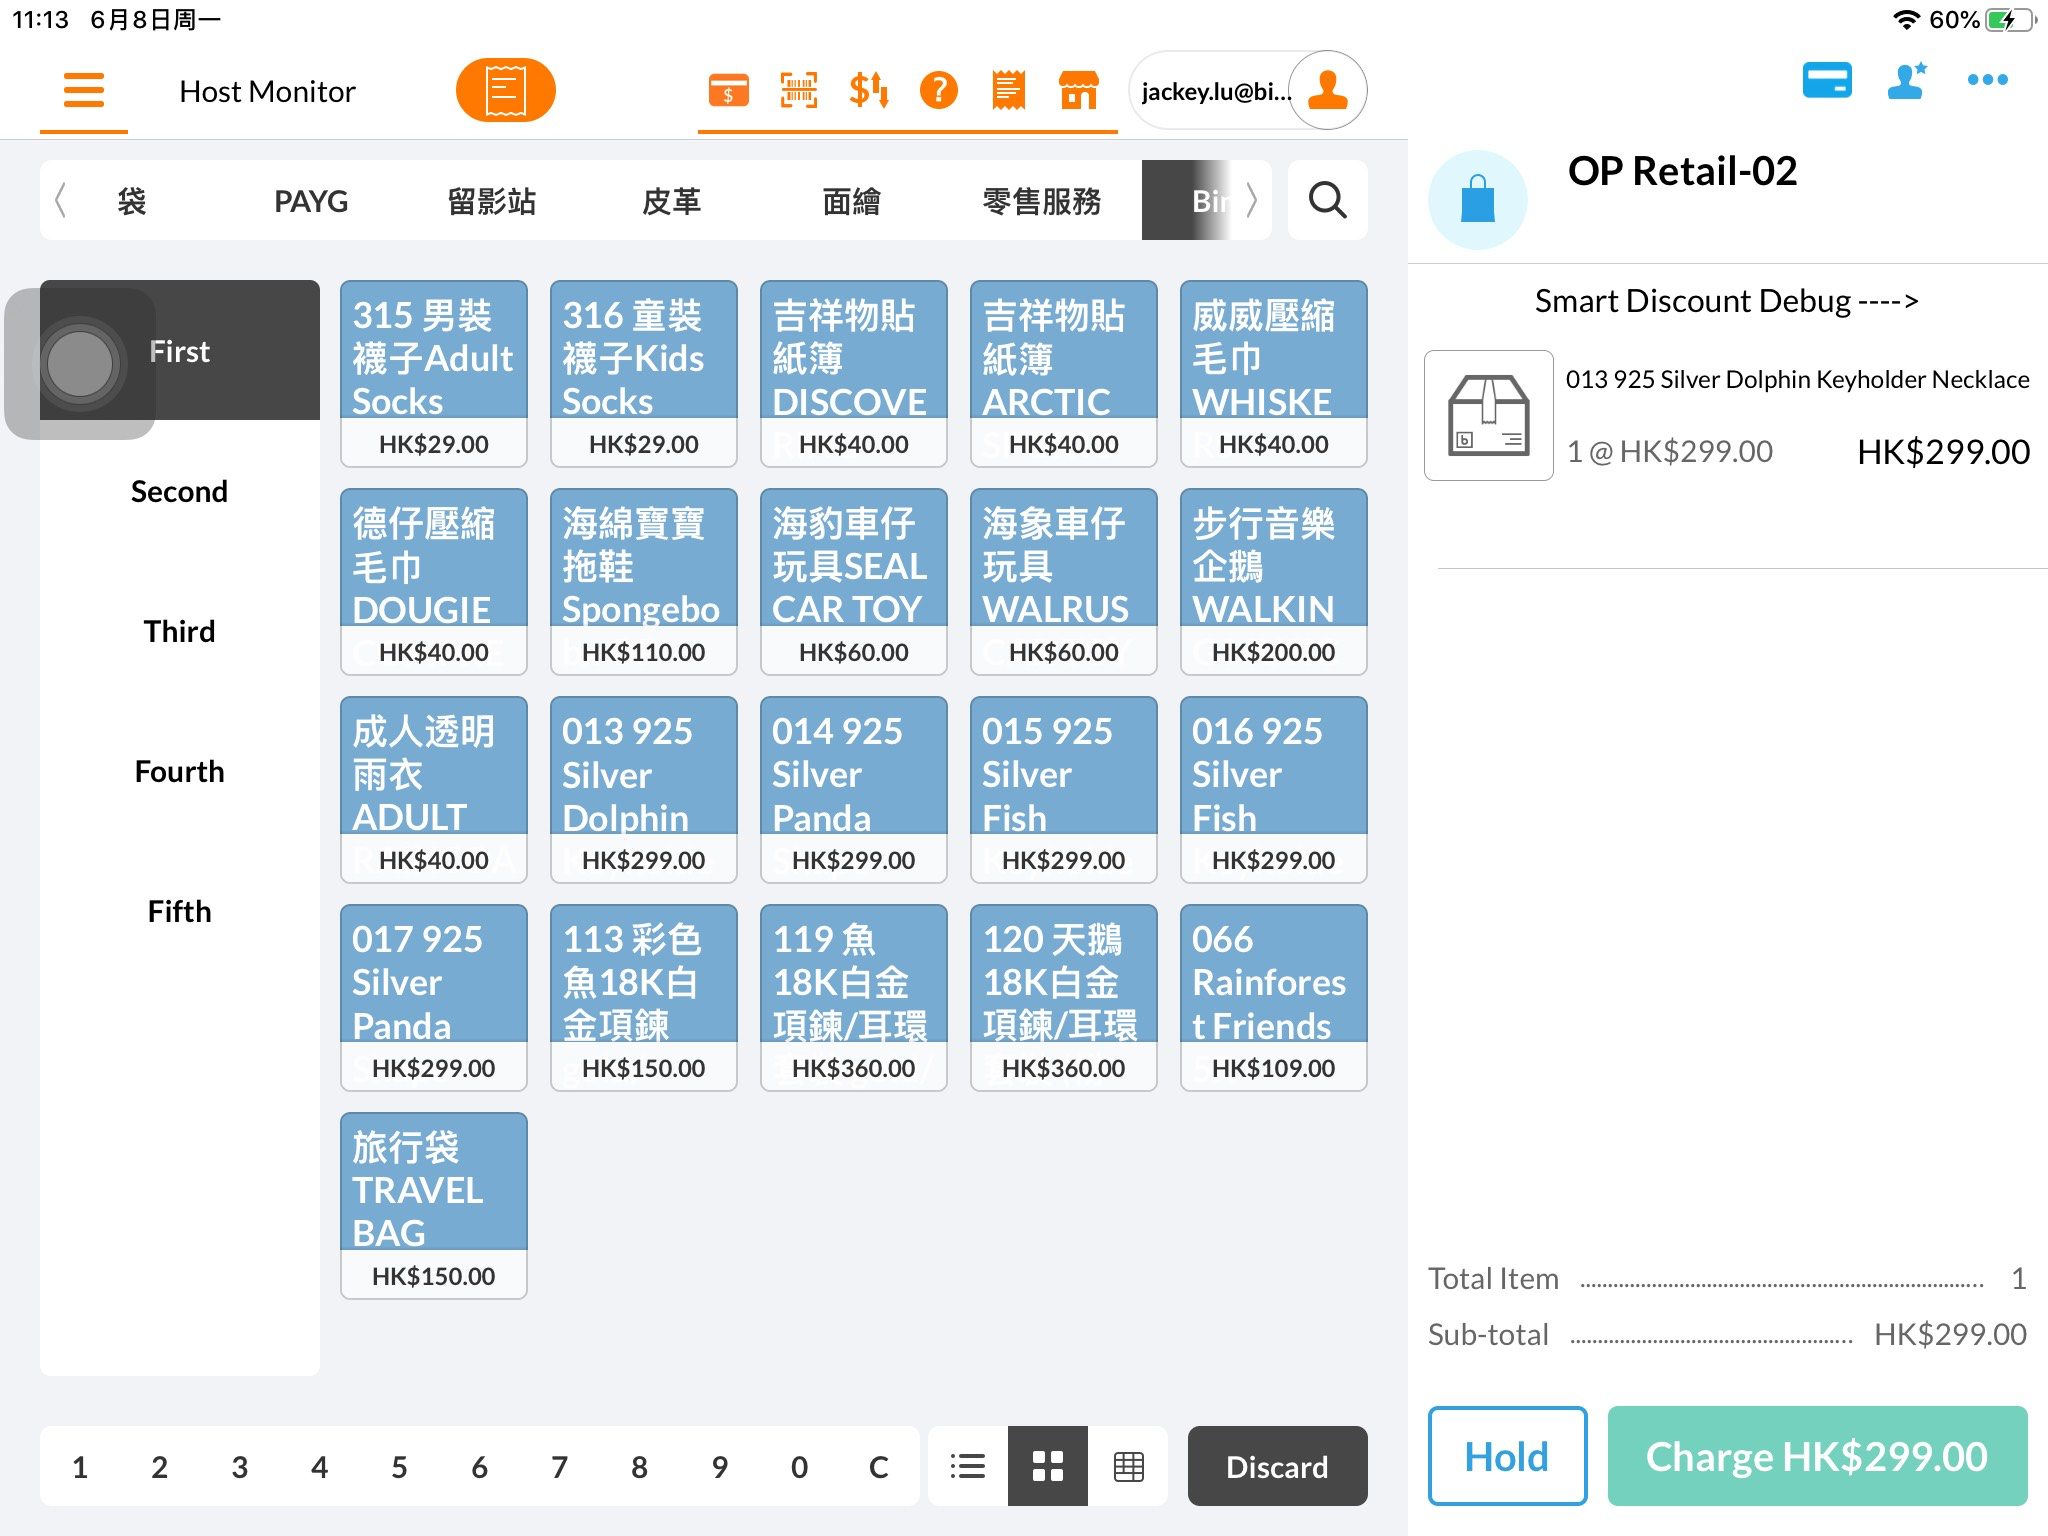 11:13 6月8日周一
60%
Host Monitor
$
$
?
jackey.lu@bi...
袋 PAYG 留影站 皮革 面繪 零售服務
First
Second
Third
Fourth
Fifth
315 男裝
襪子Adult
Socks
HK$29.00
316 童裝
襪子Kids
Socks
HK$29.00
吉祥物貼
紙簿
DISCOVE
HK$40.00
吉祥物貼
紙簿
ARCTIC
HK$40.00
威威壓縮
毛巾
WHISKE
HK$40.00
德仔壓縮
毛巾
DOUGIE
HK$40.00
海綿寶寶
拖鞋
Spongebo
HK$110.00
海豹車仔
玩具SEAL
CAR TOY
HK$60.00
海象車仔
玩具
WALRUS
HK$60.00
步行音樂
企鵝
WALKIN
HK$200.00
成人透明
雨衣
ADULT
HK$40.00
013 925
Silver
Dolphin
HK$299.00
014 925
Silver
Panda
HK$299.00
015 925
Silver
Fish
HK$299.00
016 925
Silver
Fish
HK$299.00
017 925
Silver
Panda
HK$299.00
113 彩色
魚18K白
金項鍊
HK$150.00
119 魚
18K白金
項鍊/耳環
HK$360.00
120 天鵝
18K白金
項鍊/耳環
HK$360.00
066
Rainfores
t Friends
HK$109.00
旅行袋
TRAVEL
BAG
HK$150.00
1 2 3 4 5 6 7 8 9 0 C
Discard
OP Retail-02
Smart Discount Debug ---->
013 925 Silver Dolphin Keyholder Necklace
1 @ HK$299.00 HK$299.00
Total Item 1
Sub-total HK$299.00
Hold
Charge HK$299.00